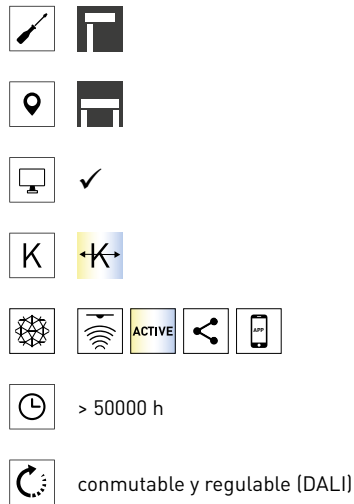 K
K
ACTIVE
APP
> 50000 h
conmutable y regulable (DALI)